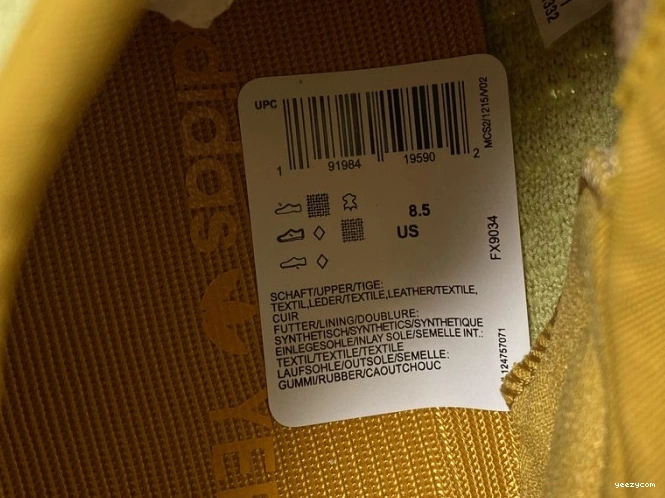 332
adidas
YEE
UPC
1 91984 19590 2
MCS2/1215/V02
8.5
US
FX9034
SCHAFT/UPPER/TIGE:
TEXTIL,LEDER/TEXTILE,LEATHER/TEXTILE,
CUIR
FUTTER/LINING/DOUBLURE:
SYNTHETISCH/SYNTHETICS/SYNTHETIQUE
EINLEGESOHLE/INLAY SOLE/SEMELLE INT.:
TEXTIL/TEXTILE/TEXTILE
LAUFSOHLE/OUTSOLE/SEMELLE:
GUMMI/RUBBER/CAOUTCHOUC
124757071
yeezycom